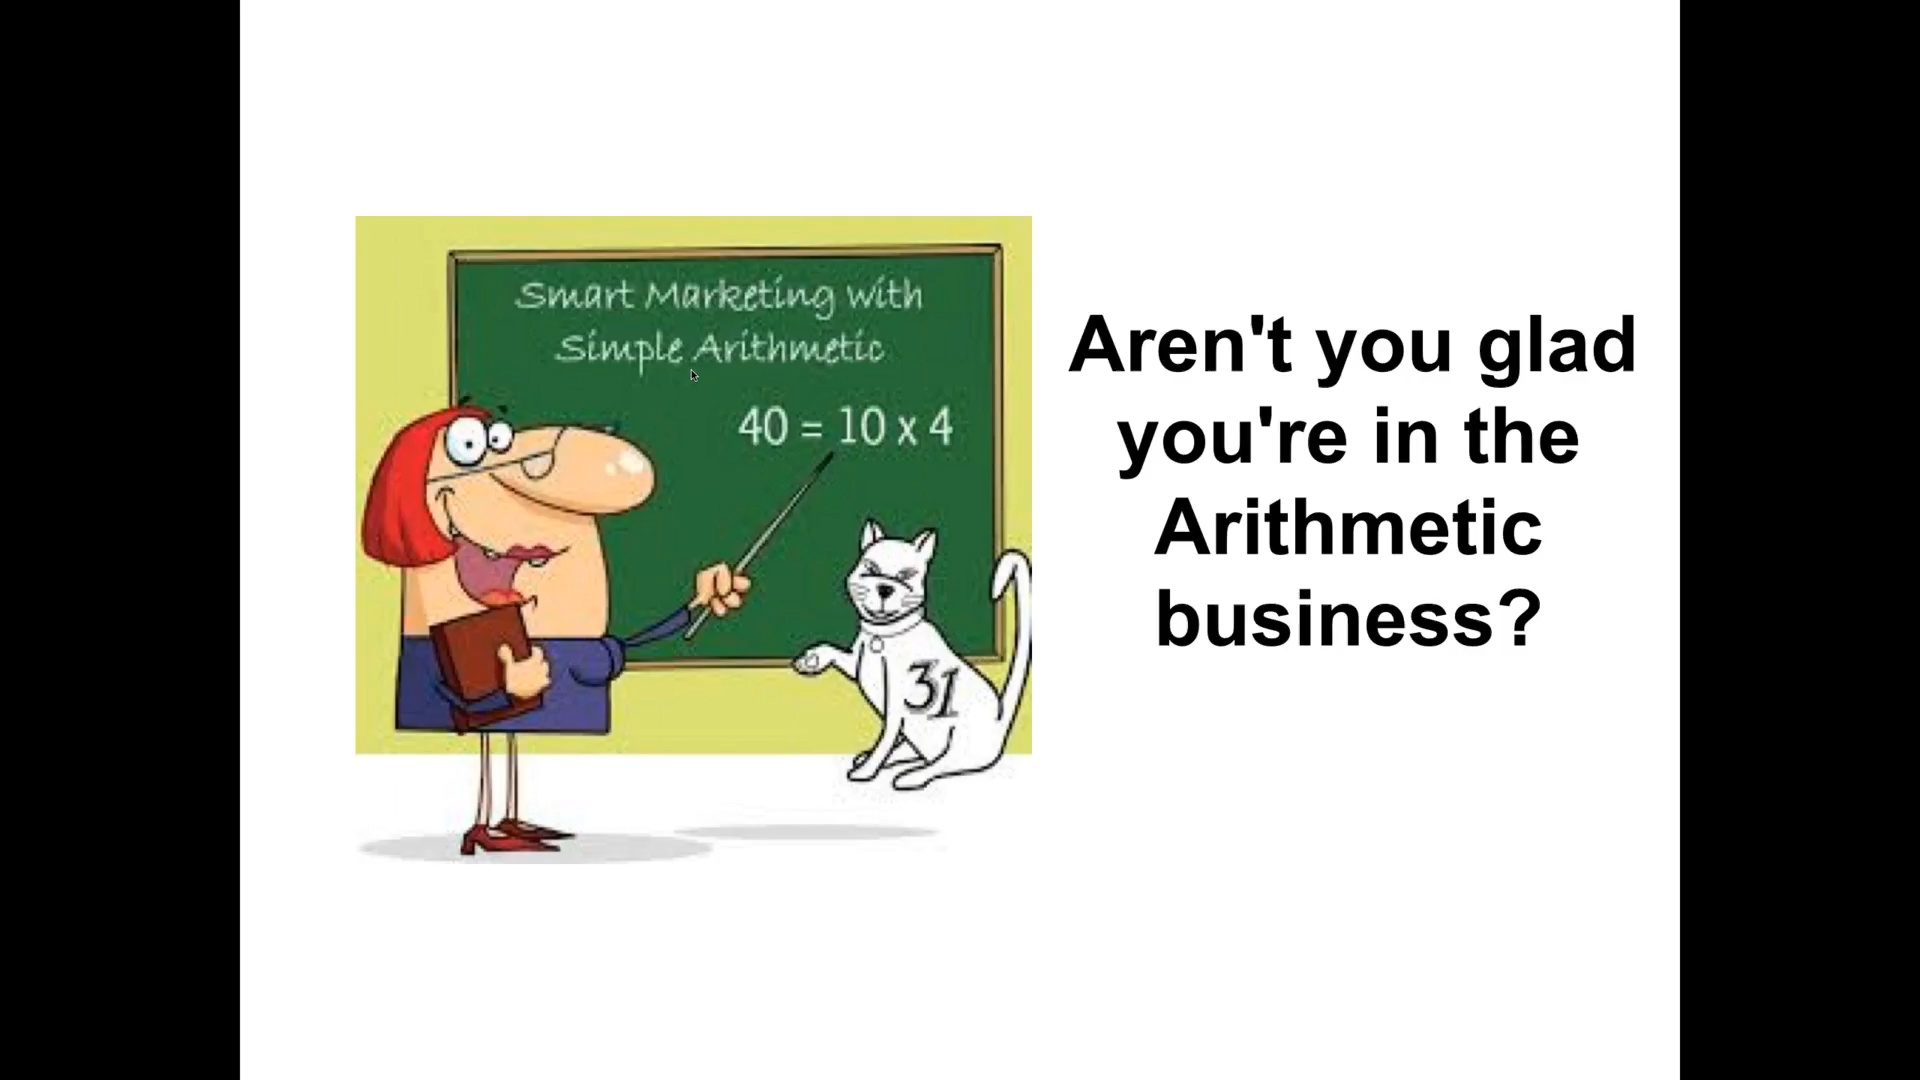 Smart Marketing with
Simple Arithmetic
40 = 10 x 4
31
Aren't you glad
you're in the
Arithmetic
business?